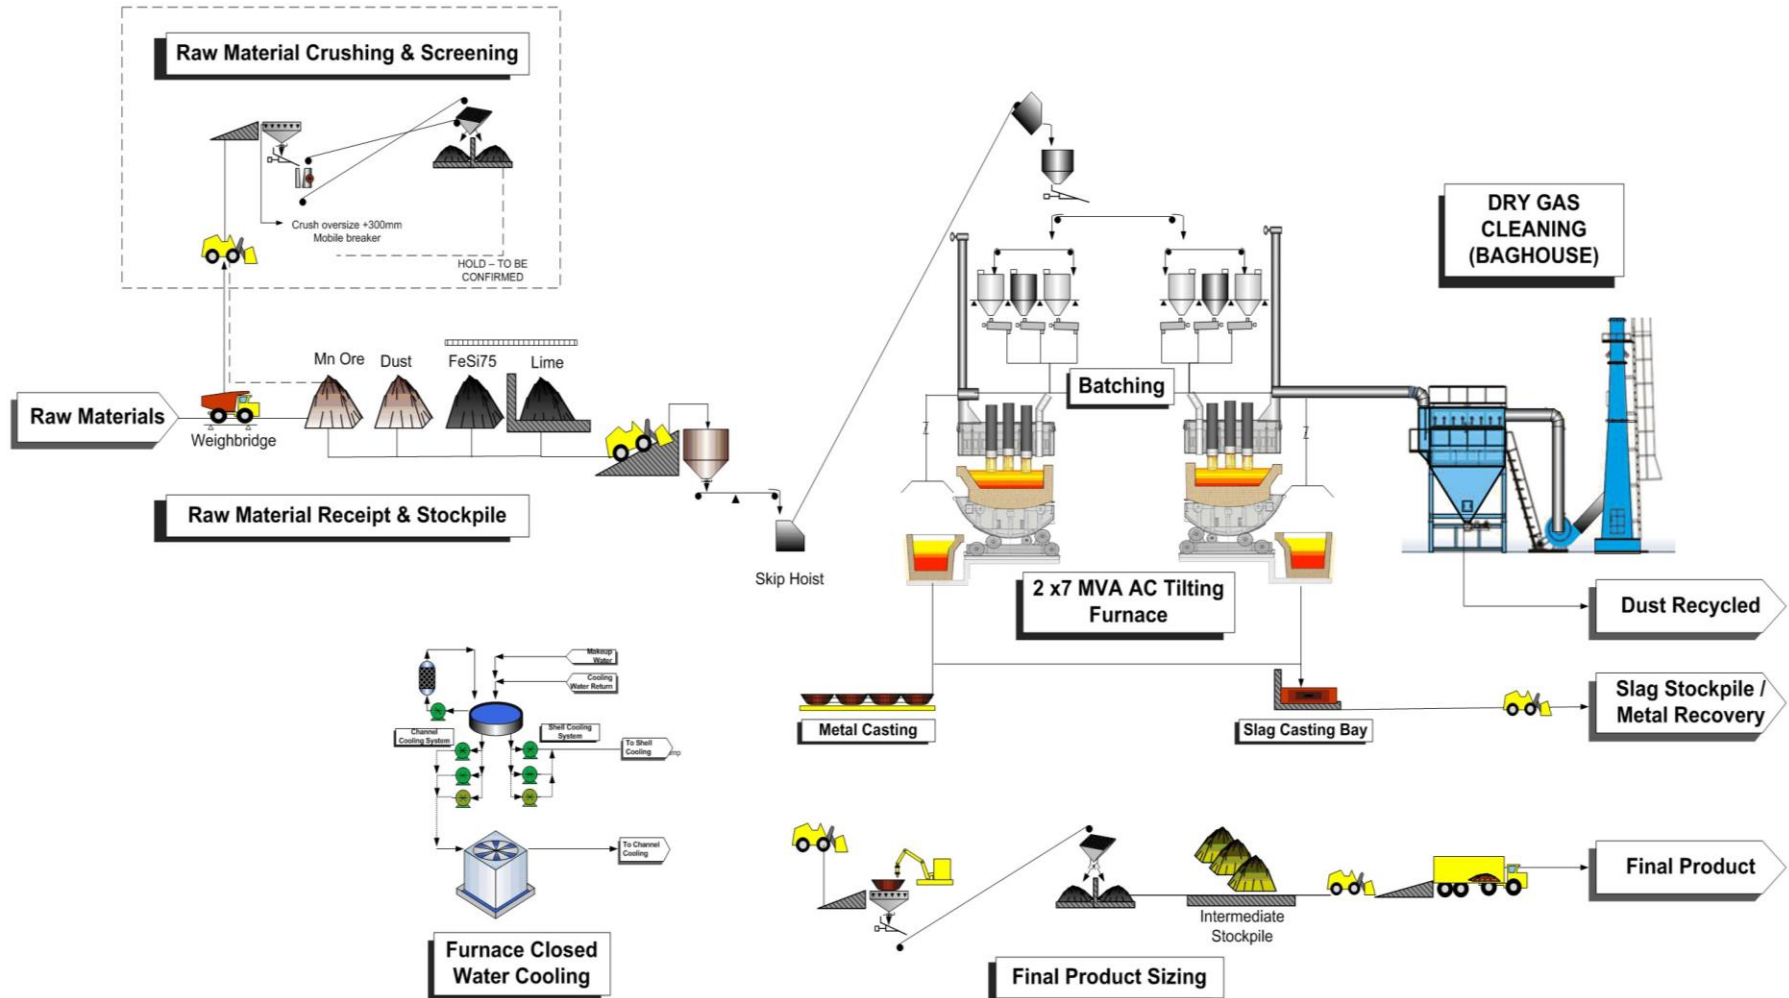 Raw Material Crushing & Screening
Crush oversize +300mm
Mobile breaker
HOLD – TO BE
CONFIRMED
Mn Ore
Dust
FeSi75
Lime
Raw Materials
Weighbridge
Raw Material Receipt & Stockpile
Skip Hoist
Batching
2 x7 MVA AC Tilting
Furnace
DRY GAS
CLEANING
(BAGHOUSE)
Dust Recycled
Slag Stockpile /
Metal Recovery
Metal Casting
Slag Casting Bay
Makeup
Water
Cooling
Water Return
Channel
Cooling System
Shell Cooling
System
To Shell
Cooling
To Channel
Cooling
Furnace Closed
Water Cooling
Intermediate
Stockpile
Final Product
Final Product Sizing